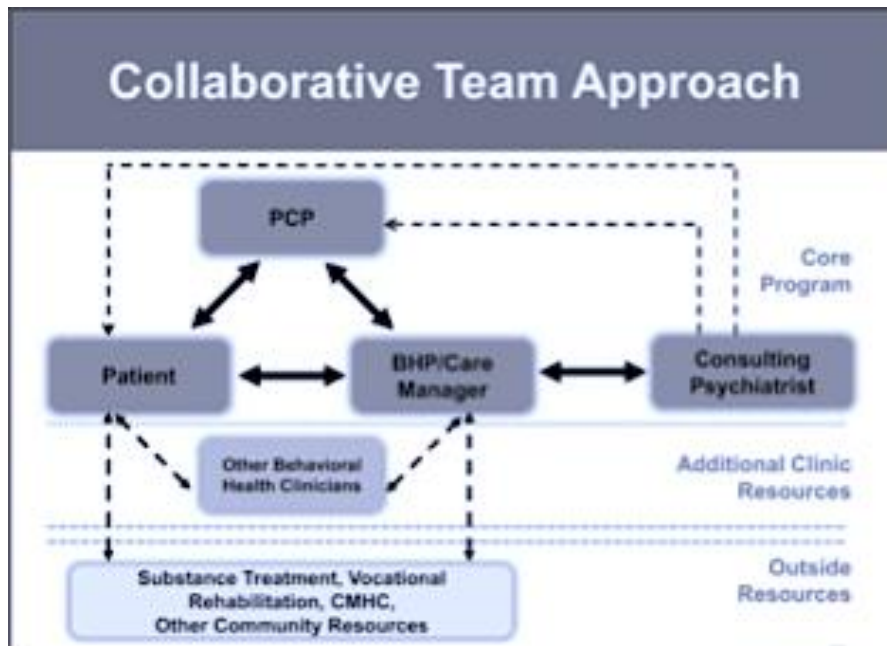 Collaborative Team Approach
PCP
Core
Program
Patient
BHP/Care
Manager
Consulting
Psychiatrist
Other Behavioral
Health Clinicians
Additional Clinic
Resources
Substance Treatment, Vocational
Rehabilitation, CMHC,
Other Community Resources
Outside
Resources